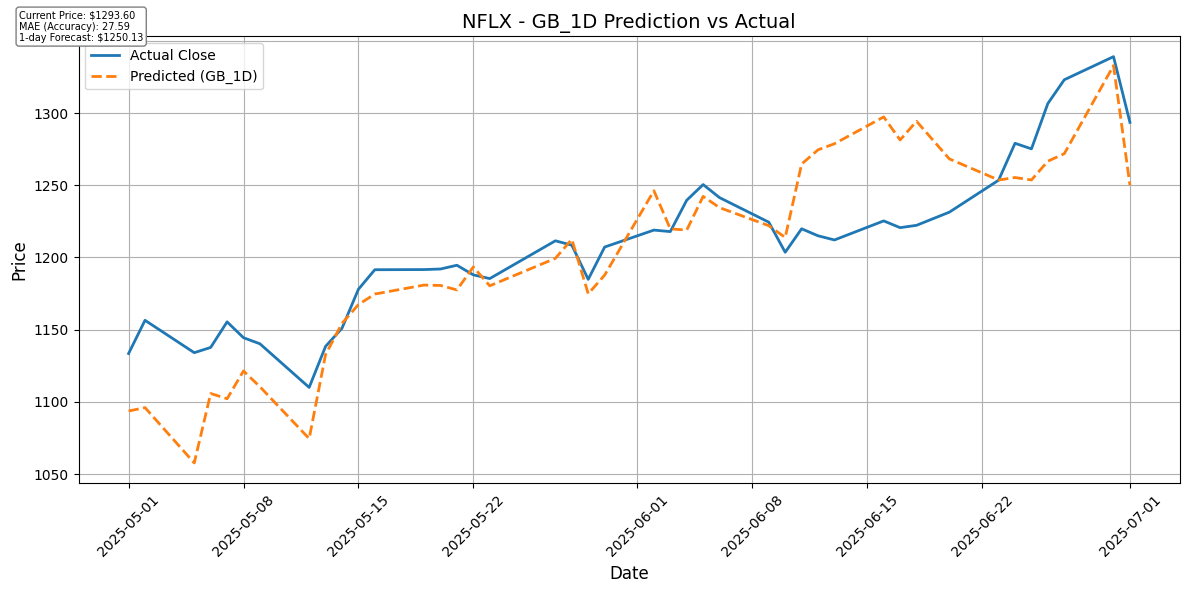 NFLX - GB_1D Prediction vs Actual
Current Price: $1293.60
MAE (Accuracy): 27.59
1-day Forecast: $1250.13
Actual Close
Predicted (GB_1D)
Price
1300
1250
1200
1150
1100
1050
2025-05-01
2025-05-08
2025-05-15
2025-05-22
2025-06-01
2025-06-08
2025-06-15
2025-06-22
2025-07-01
Date